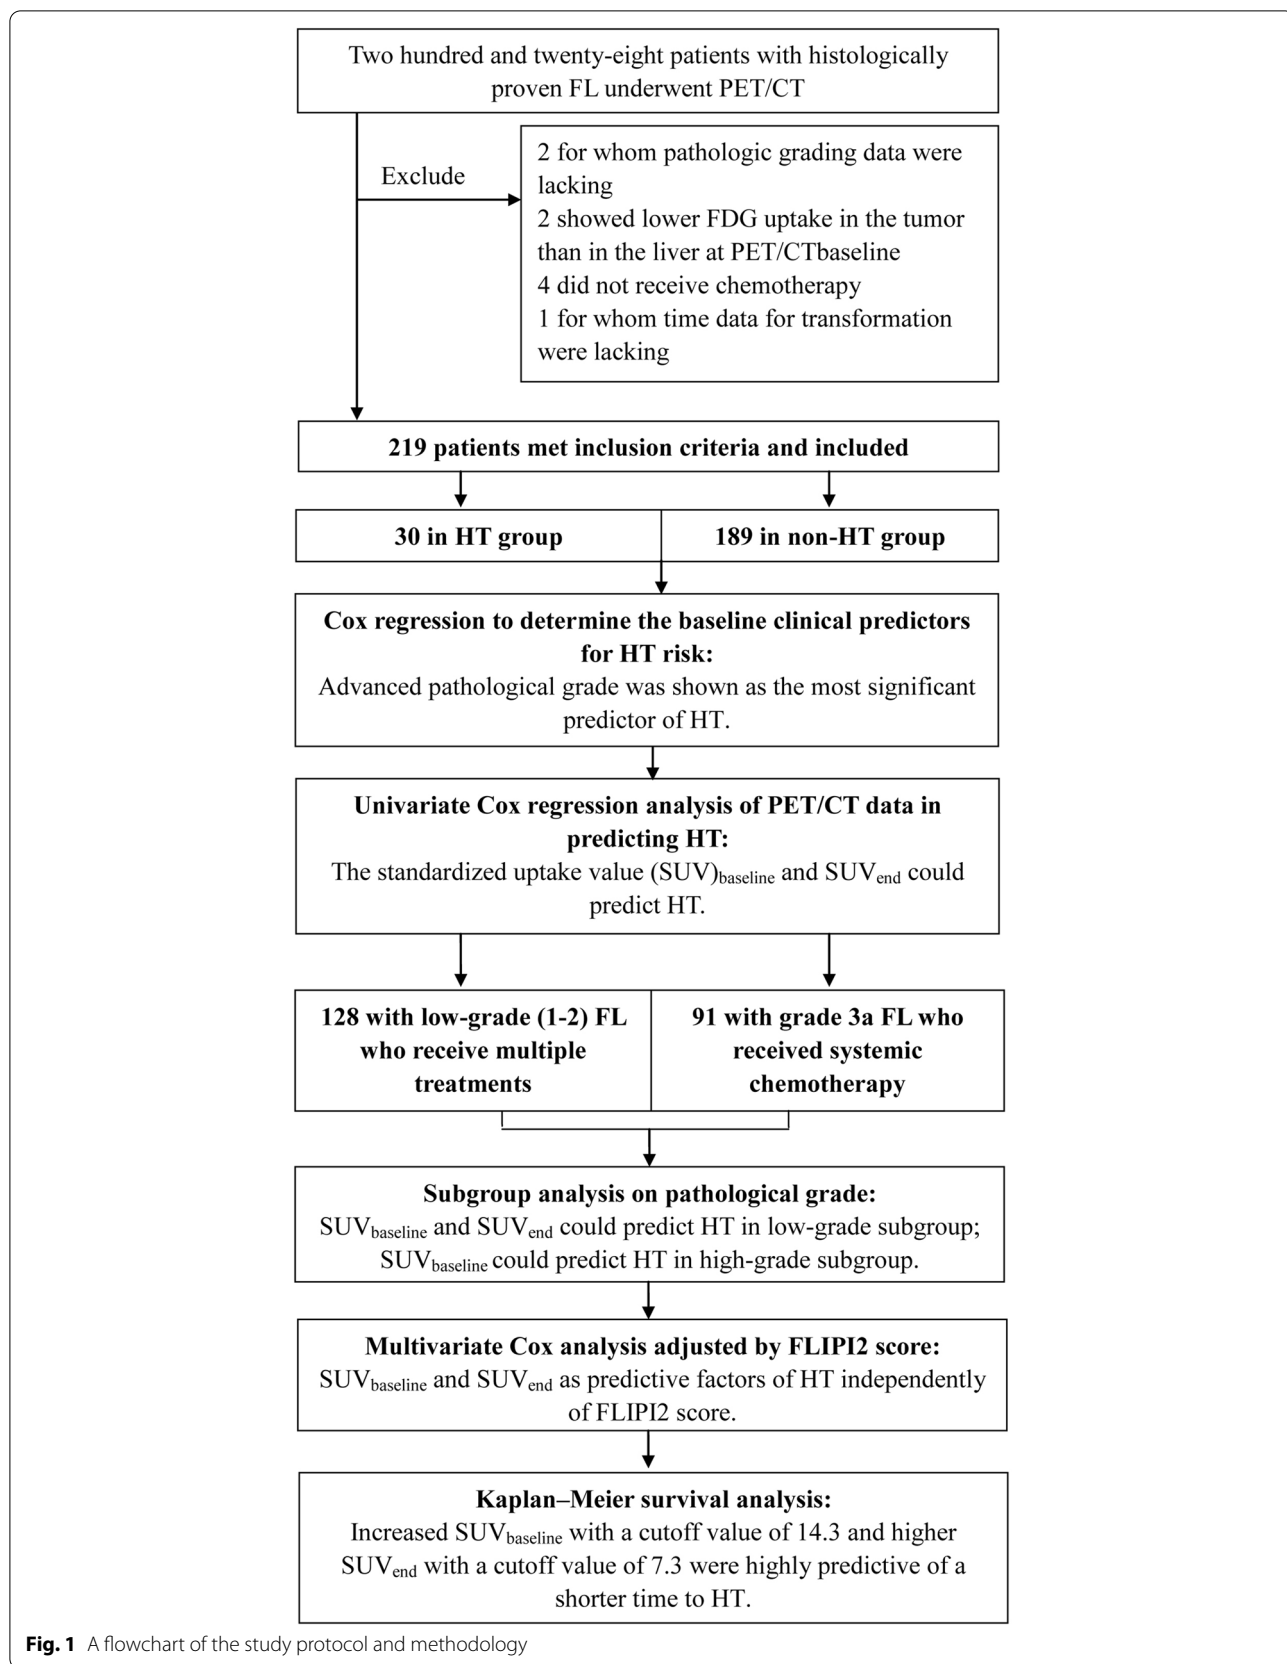 Two hundred and twenty-eight patients with histologically
proven FL underwent PET/CT
Exclude
2 for whom pathologic grading data were
lacking
2 showed lower FDG uptake in the tumor
than in the liver at PET/CTbaseline
4 did not receive chemotherapy
1 for whom time data for transformation
were lacking
219 patients met inclusion criteria and included
30 in HT group
189 in non-HT group
Cox regression to determine the baseline clinical predictors
for HT risk:
Advanced pathological grade was shown as the most significant
predictor of HT.
Univariate Cox regression analysis of PET/CT data in
predicting HT:
The standardized uptake value (SUV)baseline and SUVend could
predict HT.
128 with low-grade (1-2) FL
who receive multiple
treatments
91 with grade 3a FL who
received systemic
chemotherapy
Subgroup analysis on pathological grade:
SUVbaseline and SUVend could predict HT in low-grade subgroup;
SUVbaseline could predict HT in high-grade subgroup.
Multivariate Cox analysis adjusted by FLIPI2 score:
SUVbaseline and SUVend as predictive factors of HT independently
of FLIPI2 score.
Kaplan–Meier survival analysis:
Increased SUVbaseline with a cutoff value of 14.3 and higher
SUVend with a cutoff value of 7.3 were highly predictive of a
shorter time to HT.
Fig. 1 A flowchart of the study protocol and methodology